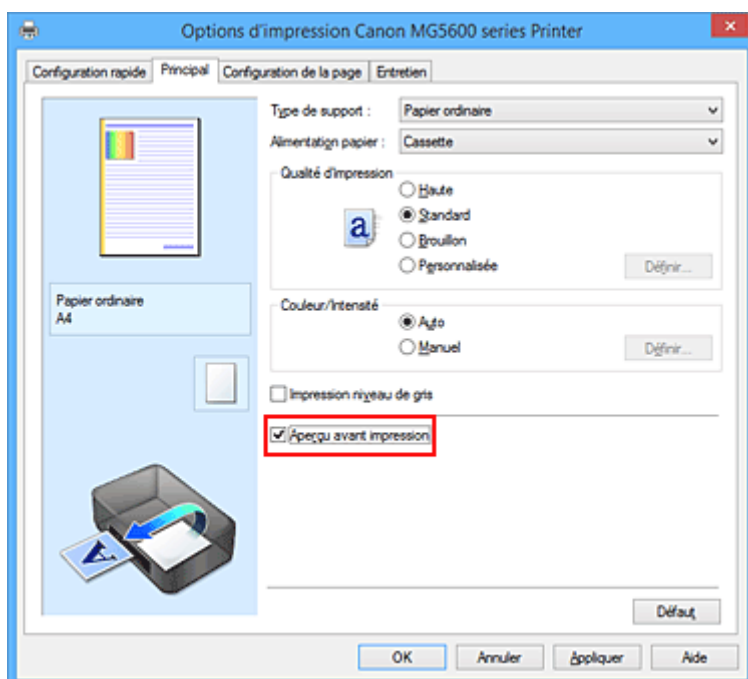 Options d'impression Canon MG5600 series Printer
Configuration rapide Principal Configuration de la page Entretien
Type de support : Papier ordinaire
Alimentation papier : Cassette
Qualité d'impression
Haute
a Standard
Brouillon
Personnalisée Définir...
Papier ordinaire
A4
Couleur/Intensité
Auto
Manuel Définir...
Impression niveau de gris
Aperçu avant impression
A
Défaut
OK Annuler Appliquer Aide